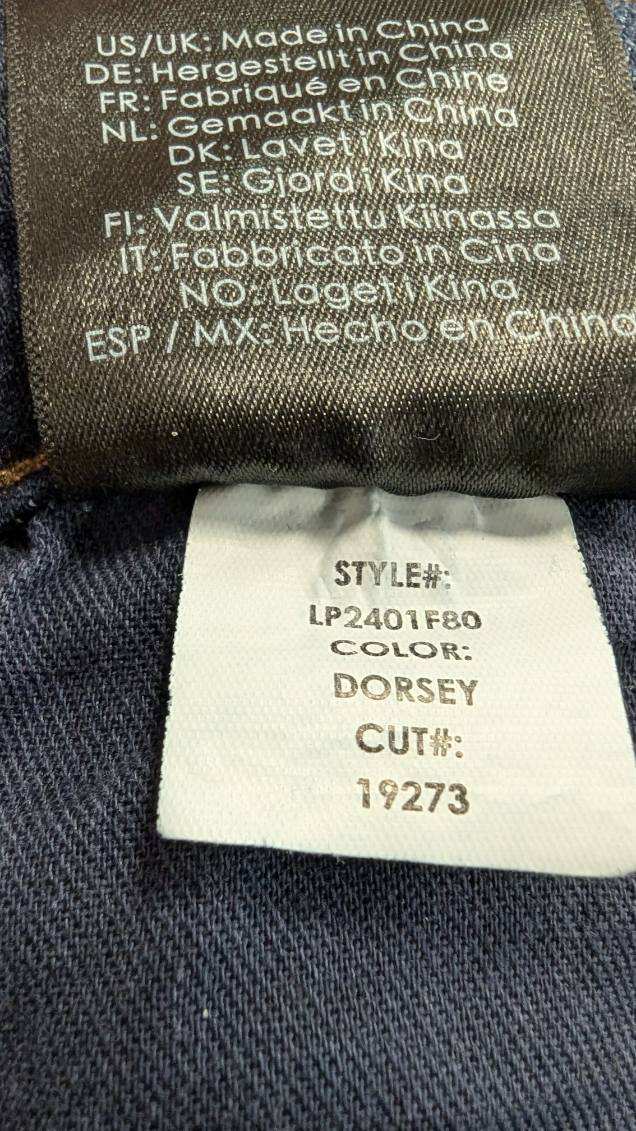 US/UK: Made in China
DE: Hergestellt in China
FR: Fabriqué en Chine
NL: Gemaakt in China
DK: Lavet i Kina
SE: Gjord i Kina
FI: Valmistettu Kiinassa
IT: Fabbricato in Cina
NO: Laget i Kina
ESP / MX: Hecho en China
STYLE#:
LP2401F80
COLOR:
DORSEY
CUT#:
19273